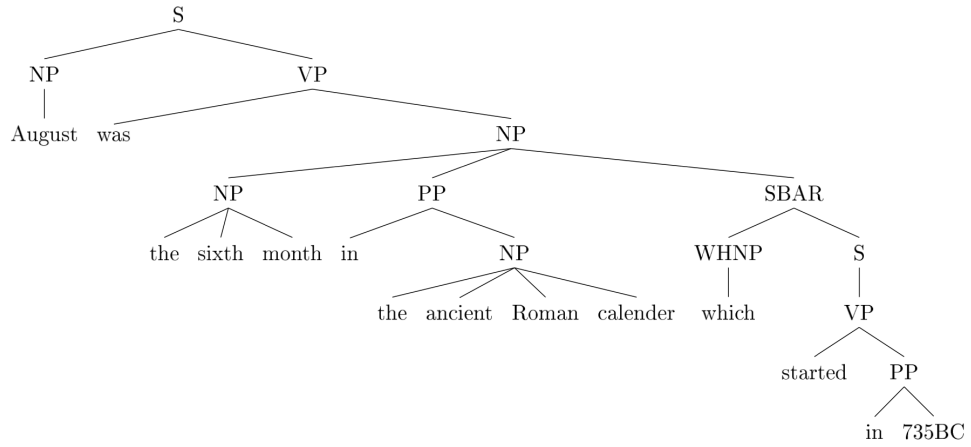 S
NP VP
August was NP
NP PP SBAR
the sixth month in NP WHNP S
the ancient Roman calender which VP
started PP
in 735BC